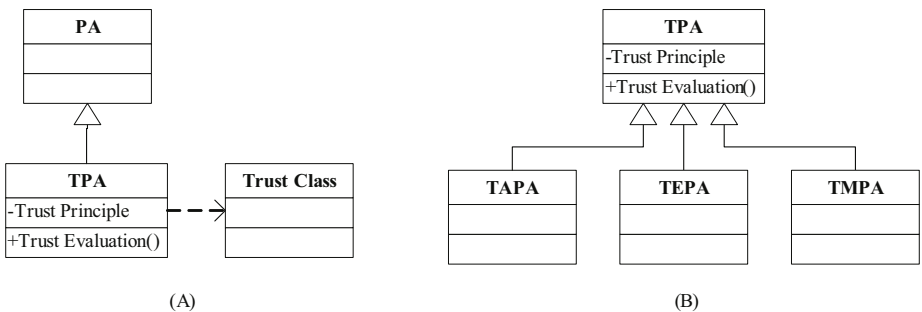 PA
TPA
-Trust Principle
+Trust Evaluation()
Trust Class
(A)
TPA
-Trust Principle
+Trust Evaluation()
TAPA
TEPA
TMPA
(B)